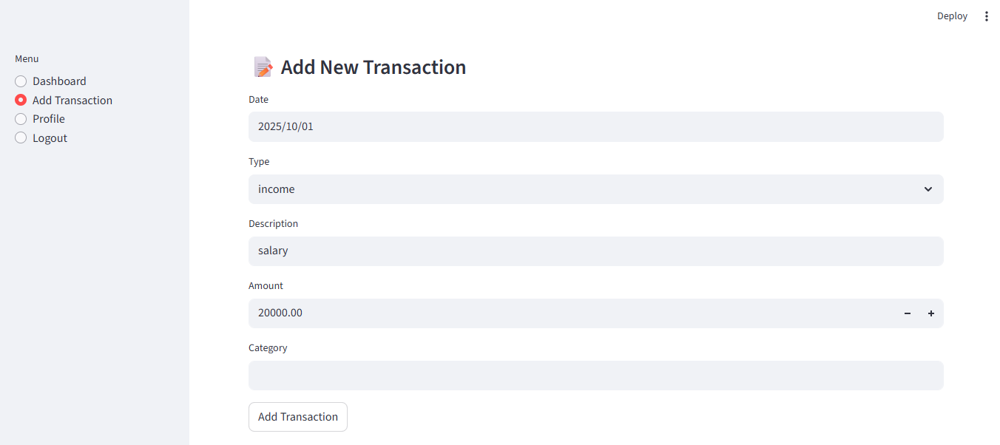 Deploy
Menu
Dashboard
Add Transaction
Profile
Logout
Add New Transaction
Date
2025/10/01
Type
income
Description
salary
Amount
20000.00
Category
Add Transaction